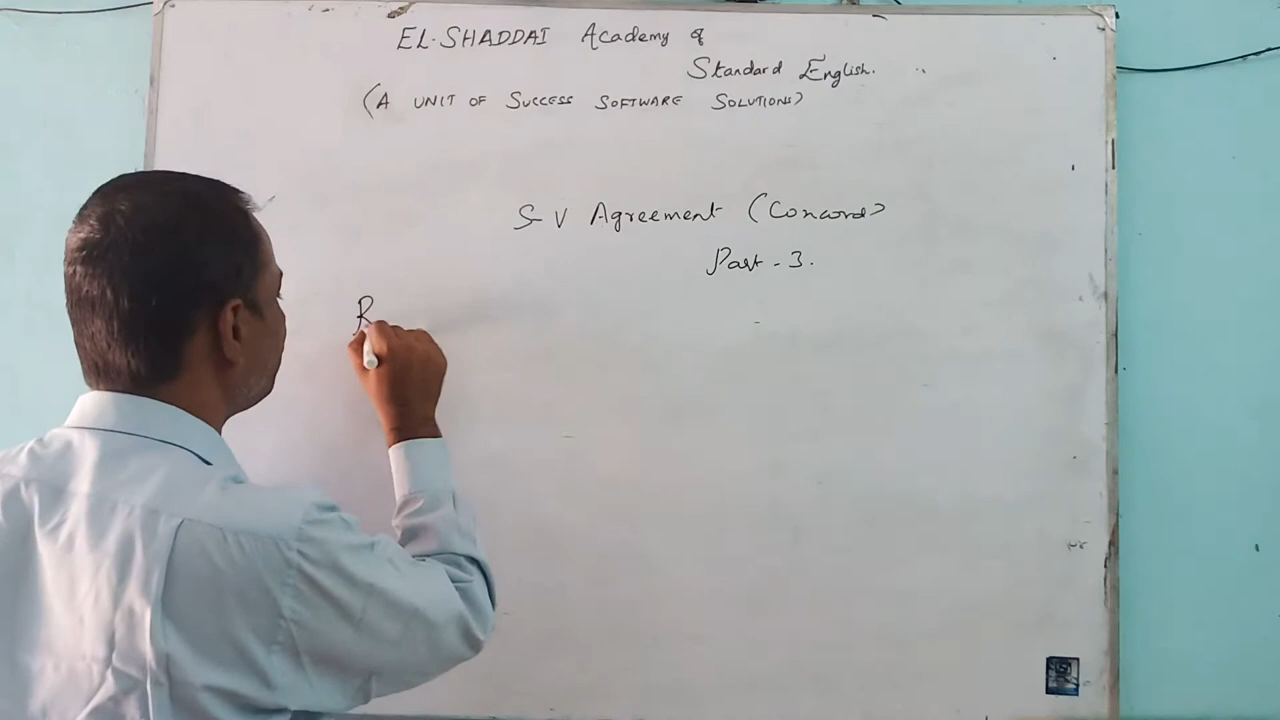 EL-SHADDAI Academy of
Standard English.
(A UNIT OF SUCCESS SOFTWARE SOLUTIONS)
S-V Agreement (Concord)
Part - 3.
R